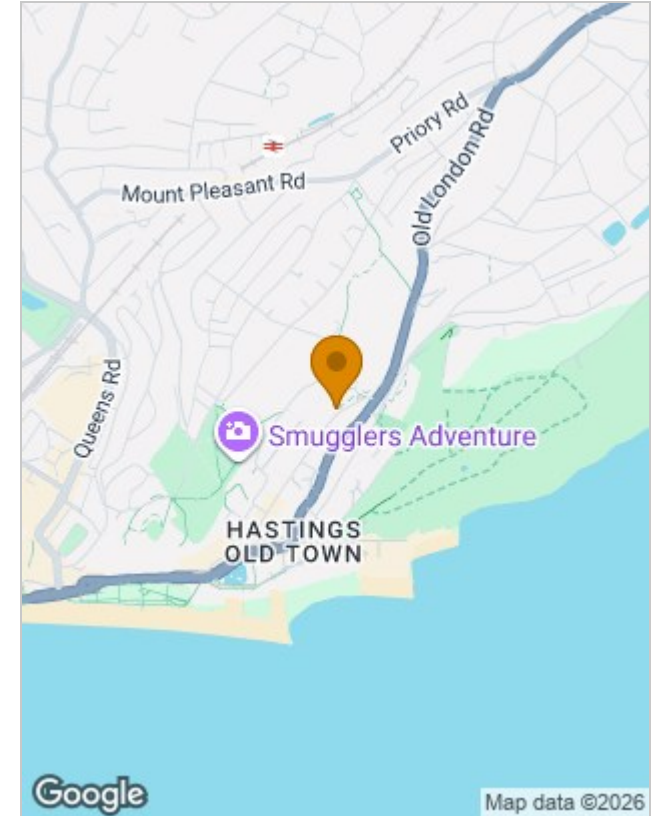 Priory Rd
Mount Pleasant Rd
Old London Rd
Queens Rd
Smugglers Adventure
HASTINGS
OLD TOWN
Google
Map data ©2026